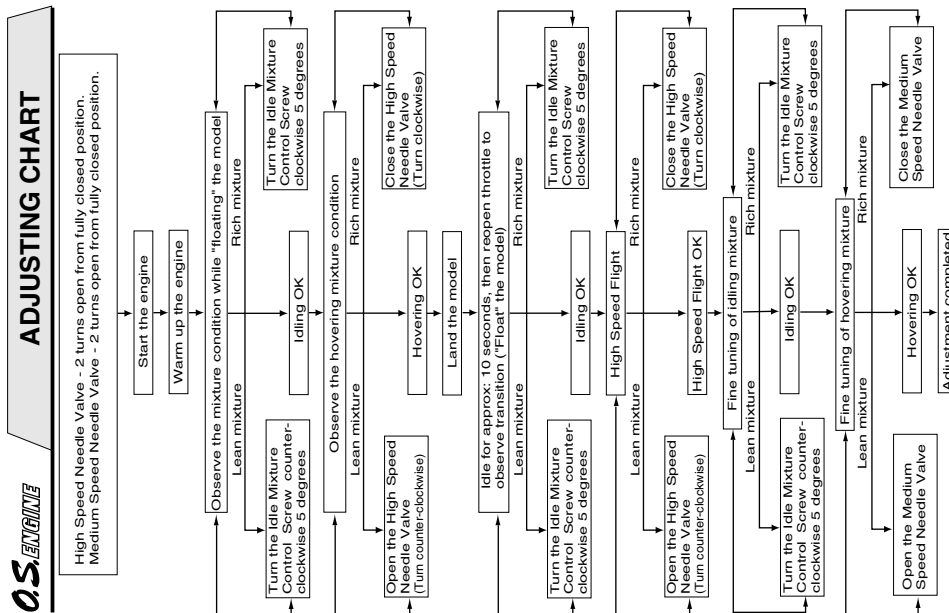 O.S. ENGINE
ADJUSTING CHART
High Speed Needle Valve - 2 turns open from fully closed position.
Medium Speed Needle Valve - 2 turns open from fully closed position.
Start the engine
Warm up the engine
Observe the mixture condition while "floating" the model
Lean mixture
Rich mixture
Turn the Idle Mixture
Control Screw counter-
clockwise 5 degrees
Idling OK
Turn the Idle Mixture
Control Screw
clockwise 5 degrees
Observe the hovering mixture condition
Lean mixture
Rich mixture
Open the High Speed
Needle Valve
(Turn counter-clockwise)
Hovering OK
Close the High Speed
Needle Valve
(Turn clockwise)
Land the model
Idle for approx: 10 seconds, then reopen throttle to
observe transition ("Float" the model)
Lean mixture
Rich mixture
Turn the Idle Mixture
Control Screw counter-
clockwise 5 degrees
Idling OK
Turn the Idle Mixture
Control Screw
clockwise 5 degrees
High Speed Flight
Lean mixture
Rich mixture
Open the High Speed
Needle Valve
(Turn counter-clockwise)
High Speed Flight OK
Close the High Speed
Needle Valve
(Turn clockwise)
Fine tuning of idling mixture
Lean mixture
Rich mixture
Turn the Idle Mixture
Control Screw counter-
clockwise 5 degrees
Idling OK
Turn the Idle Mixture
Control Screw
clockwise 5 degrees
Fine tuning of hovering mixture
Lean mixture
Rich mixture
Open the Medium
Speed Needle Valve
Hovering OK
Close the Medium
Speed Needle Valve
Adjustment completed